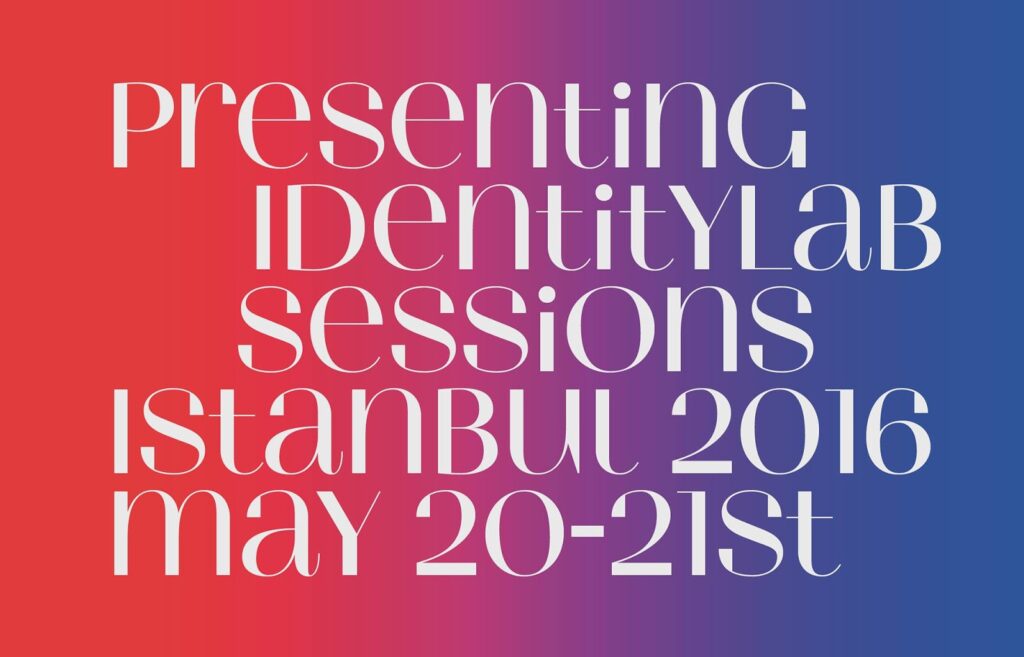 Presenting
IdentityLab
Sessions
Istanbul 2016
May 20-21st